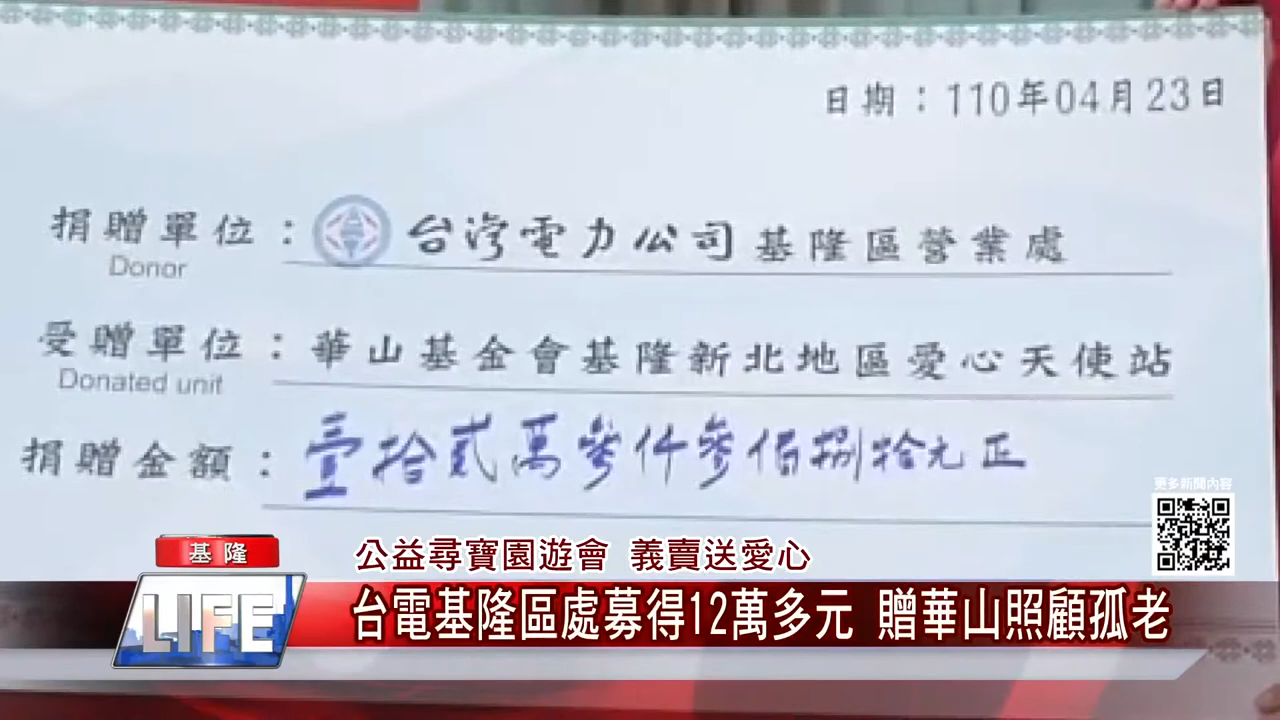 日期：110年04月23日
捐贈單位：台灣電力公司基隆區營業處
Donor
受贈單位：華山基金會基隆新北地區愛心天使站
Donated unit
捐贈金額：壹拾貳萬參仟參佰捌拾元正
更多新聞內容
基隆
公益尋寶園遊會 義賣送愛心
LIFE
台電基隆區處募得12萬多元 贈華山照顧孤老